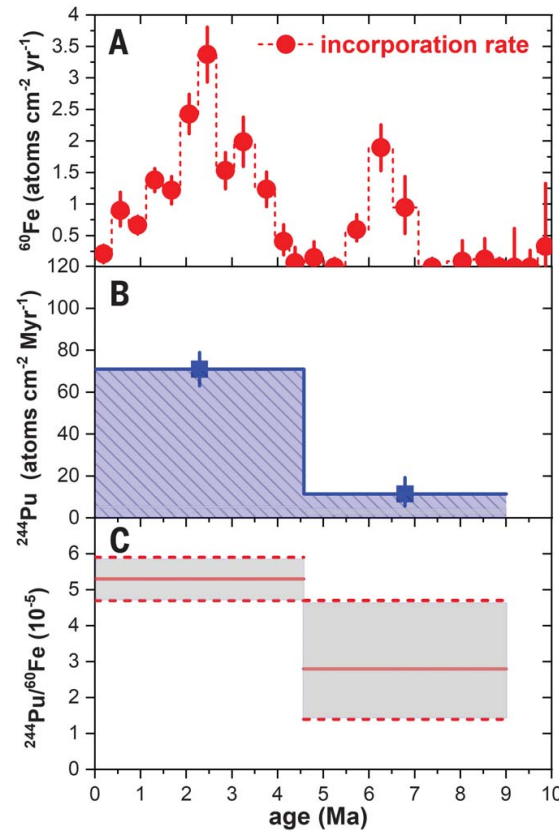 A
incorporation rate
⁶⁰Fe (atoms cm⁻² yr⁻¹)
4
3.5
3
2.5
2
1.5
1
0.5
120
B
²⁴⁴Pu (atoms cm⁻² Myr⁻¹)
100
80
60
40
20
0
C
²⁴⁴Pu/⁶⁰Fe (10⁻⁵)
6
5
4
3
2
1
0
0 1 2 3 4 5 6 7 8 9 10
age (Ma)